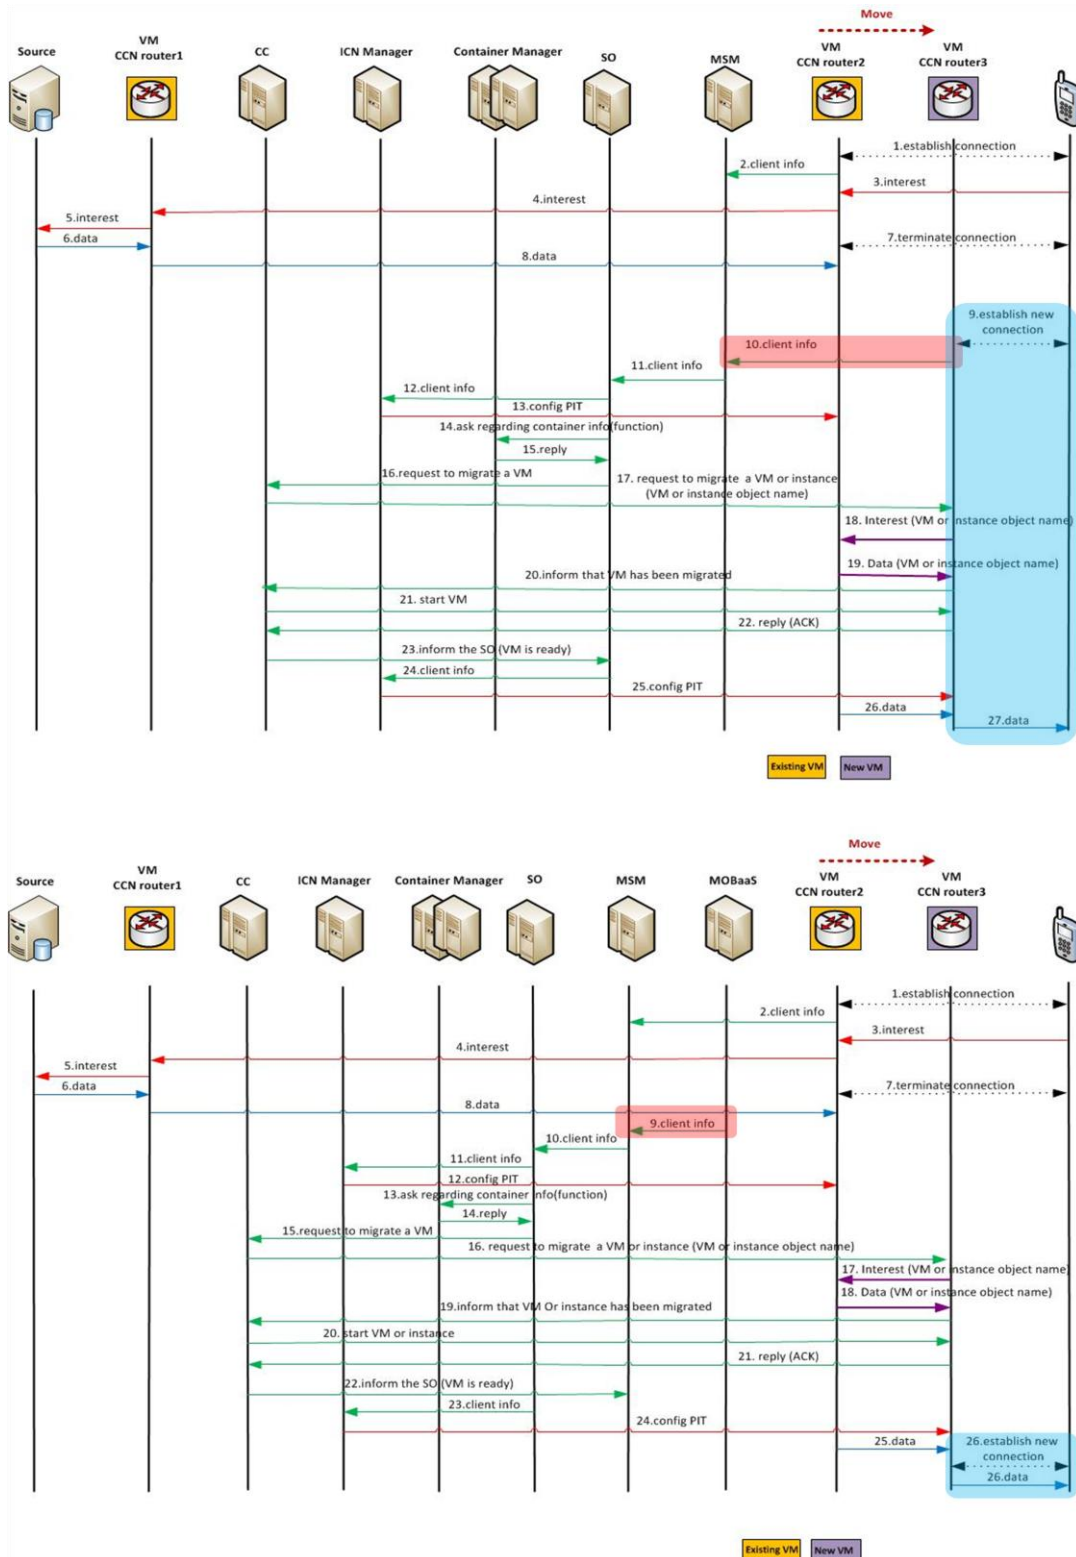 Move
Source
VM
CCN router1
CC
ICN Manager
Container Manager
SO
MSM
VM
CCN router2
VM
CCN router3
1.establish connection
2.client info
3.interest
4.interest
5.interest
6.data
7.terminate connection
8.data
9.establish new
connection
10.client info
11.client info
12.client info
13.config PIT
14.ask regarding container info(function)
15.reply
16.request to migrate a VM
17. request to migrate a VM or instance
(VM or instance object name)
18. Interest (VM or instance object name)
19. Data (VM or instance object name)
20.inform that VM has been migrated
21. start VM
22. reply (ACK)
23.inform the SO (VM is ready)
24.client info
25.config PIT
26.data
27.data
Existing VM
New VM
Move
Source
VM
CCN router1
CC
ICN Manager
Container Manager
SO
MSM
MOBaaS
VM
CCN router2
VM
CCN router3
1.establish connection
2.client info
3.interest
4.interest
5.interest
6.data
7.terminate connection
8.data
9.client info
10.client info
11.client info
12.config PIT
13.ask regarding container info(function)
14.reply
15.request to migrate a VM
16. request to migrate a VM or instance (VM or instance object name)
17. Interest (VM or instance object name)
18. Data (VM or instance object name)
19.inform that VM Or instance has been migrated
20. start VM or instance
21. reply (ACK)
22.inform the SO (VM is ready)
23.client info
24.config PIT
25.data
26.establish new
connection
26.data
Existing VM
New VM